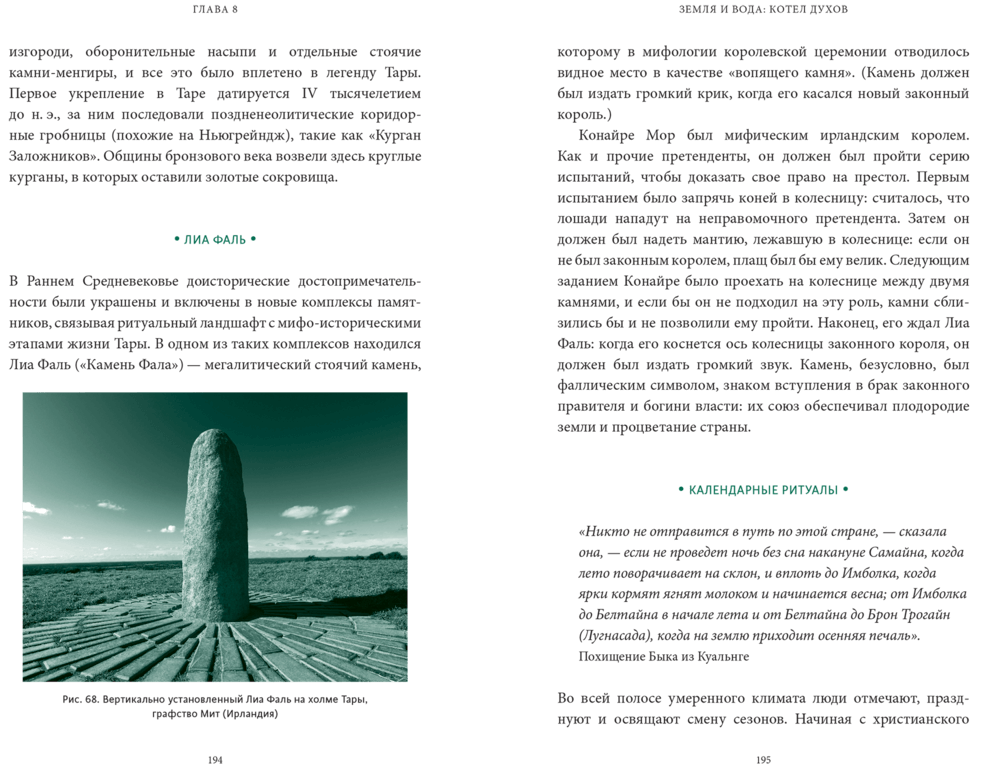 ГЛАВА 8
изгороди, оборонительные насыпи и отдельные стоячие
камни-менгиры, и все это было вплетено в легенду Тары.
Первое укрепление в Таре датируется IV тысячелетием
до н. э., за ним последовали поздненеолитические коридор-
ные гробницы (похожие на Ньюгрейндж), такие как «Курган
Заложников». Общины бронзового века возвели здесь круглые
курганы, в которых оставили золотые сокровища.
• ЛИА ФАЛЬ •
В Раннем Средневековье доисторические достопримечатель-
ности были украшены и включены в новые комплексы памят-
ников, связывая ритуальный ландшафт с мифо-историческими
этапами жизни Тары. В одном из таких комплексов находился
Лиа Фаль («Камень Фала») — мегалитический стоячий камень,
Рис. 68. Вертикально установленный Лиа Фаль на холме Тары,
графство Мит (Ирландия)
194
ЗЕМЛЯ И ВОДА: КОТЕЛ ДУХОВ
которому в мифологии королевской церемонии отводилось
видное место в качестве «вопящего камня». (Камень должен
был издать громкий крик, когда его касался новый законный
король.)
Конайре Мор был мифическим ирландским королем.
Как и прочие претенденты, он должен был пройти серию
испытаний, чтобы доказать свое право на престол. Первым
испытанием было запрячь коней в колесницу: считалось, что
лошади нападут на неправомочного претендента. Затем он
должен был надеть мантию, лежавшую в колеснице: если он
не был законным королем, плащ был бы ему велик. Следующим
заданием Конайре было проехать на колеснице между двумя
камнями, и если бы он не подходил на эту роль, камни сбли-
зились бы и не позволили ему пройти. Наконец, его ждал Лиа
Фаль: когда его коснется ось колесницы законного короля, он
должен был издать громкий звук. Камень, безусловно, был
фаллическим символом, знаком вступления в брак законного
правителя и богини власти: их союз обеспечивал плодородие
земли и процветание страны.
• КАЛЕНДАРНЫЕ РИТУАЛЫ •
«Никто не отправится в путь по этой стране, — сказала
она, — если не проведет ночь без сна накануне Самайна, когда
лето поворачивает на склон, и вплоть до Имболка, когда
ярки кормят ягнят молоком и начинается весна; от Имболка
до Белтайна в начале лета и от Белтайна до Брон Трогайн
(Лугнасада), когда на землю приходит осенняя печаль».
Похищение Быка из Куальнге
Во всей полосе умеренного климата люди отмечают, празд-
нуют и освящают смену сезонов. Начиная с христианского
195